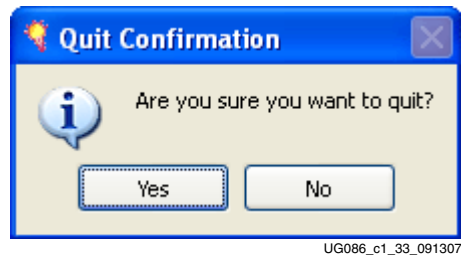 Quit Confirmation
Are you sure you want to quit?
Yes
No
UG086_c1_33_091307